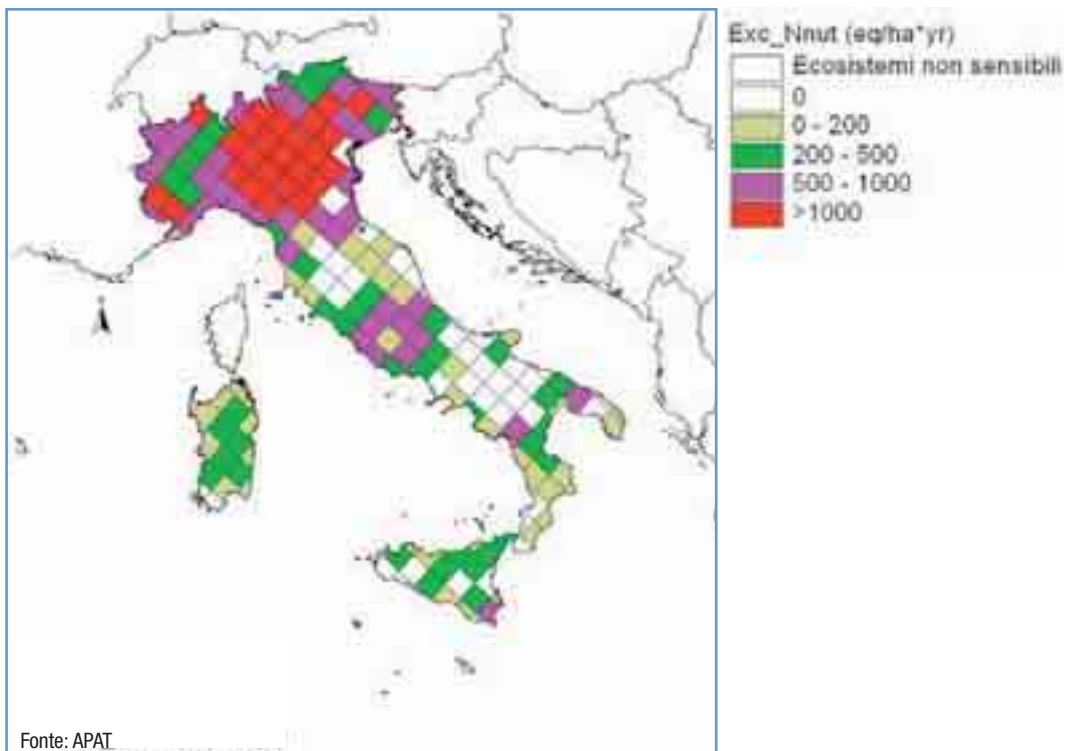 Exc_Nnut (eq/ha*yr)
Ecosistemi non sensibili
0
0 - 200
200 - 500
500 - 1000
>1000
Fonte: APAT